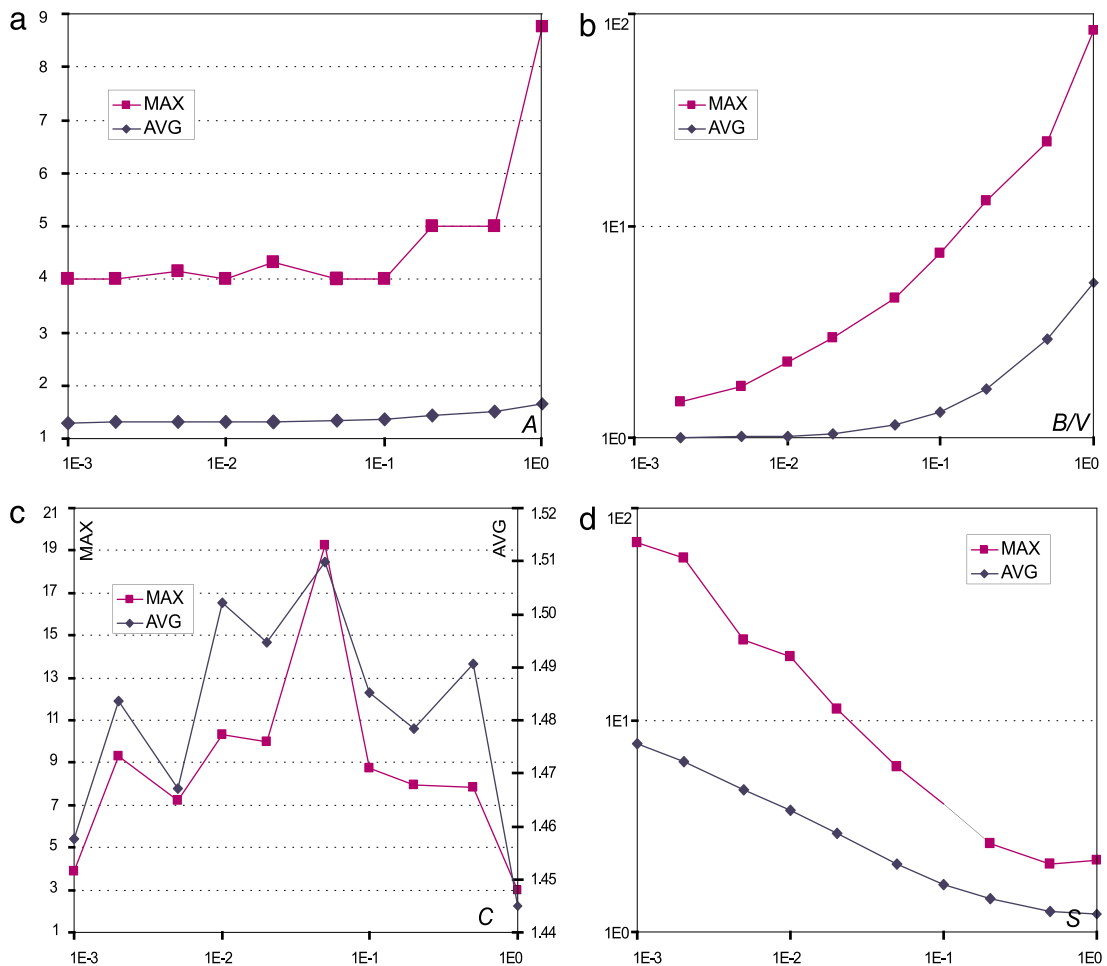 a
9
8
7
6
5
4
3
2
1
MAX
AVG
A
1E-3
1E-2
1E-1
1E0
b
1E2
1E1
1E0
MAX
AVG
B/V
1E-3
1E-2
1E-1
1E0
c
21
19
17
15
13
11
9
7
5
3
1
MAX
MAX
AVG
AVG
1.52
1.51
1.50
1.49
1.48
1.47
1.46
1.45
1.44
C
1E-3
1E-2
1E-1
1E0
d
1E2
1E1
1E0
MAX
AVG
S
1E-3
1E-2
1E-1
1E0